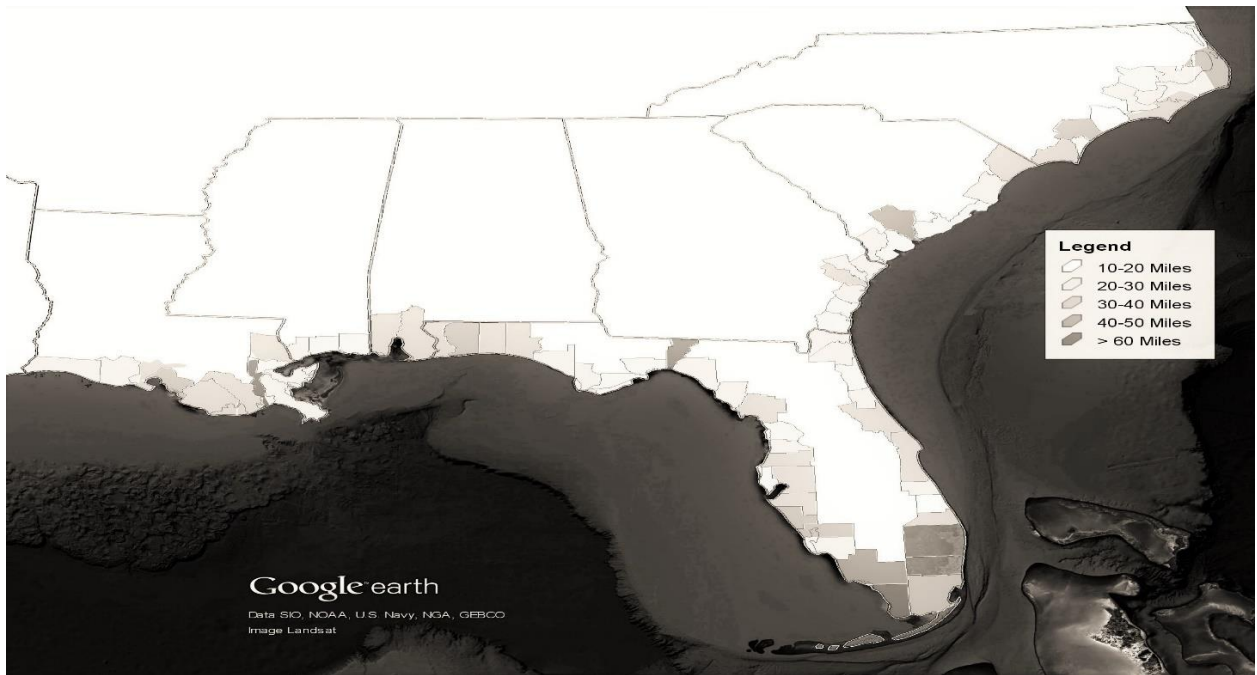 Legend
10-20 Miles
20-30 Miles
30-40 Miles
40-50 Miles
> 60 Miles
Google earth
Data SIO, NOAA, U.S. Navy, NGA, GEBCO
Image Landsat